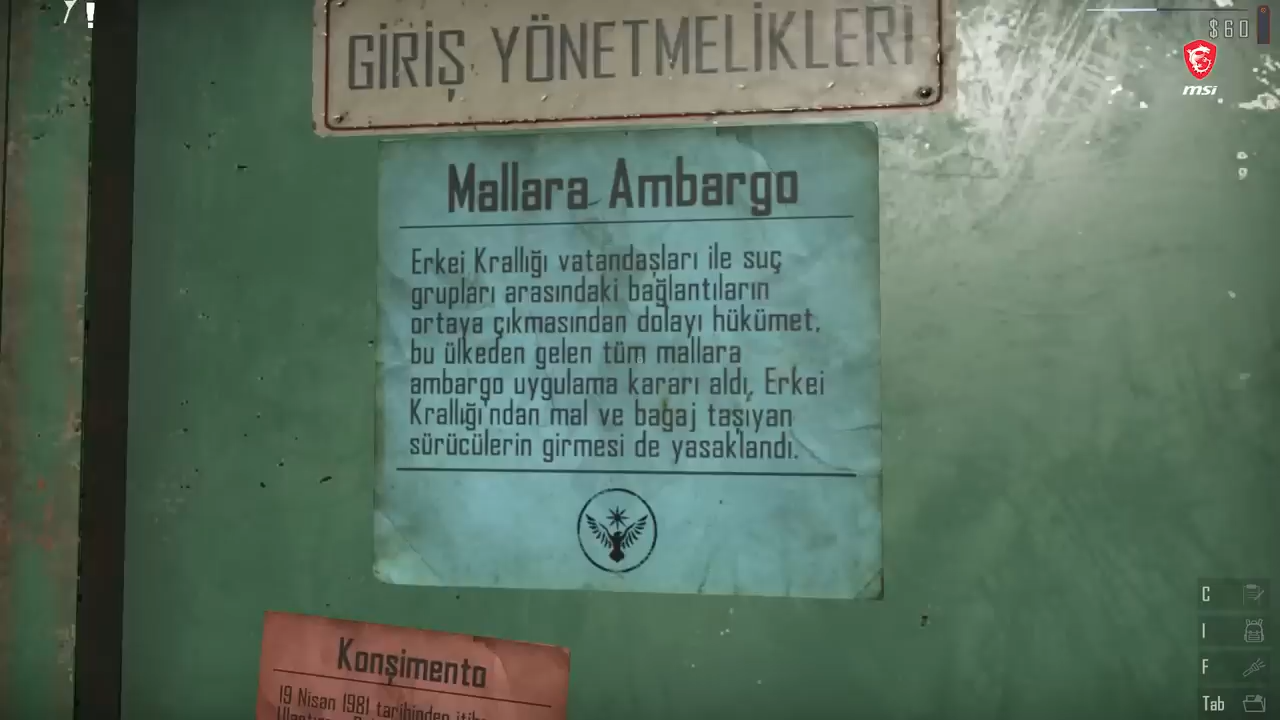 $60
msi
GİRİŞ YÖNETMELİKLERİ
Mallara Ambargo
Erkei Krallığı vatandaşları ile suç
grupları arasındaki bağlantıların
ortaya çıkmasından dolayı hükümet,
bu ülkeden gelen tüm mallara
ambargo uygulama kararı aldı, Erkei
Krallığı'ndan mal ve bagaj taşıyan
sürücülerin girmesi de yasaklandı.
Konşimento
19 Nisan 1981 tarihinden
C
I
F
Tab